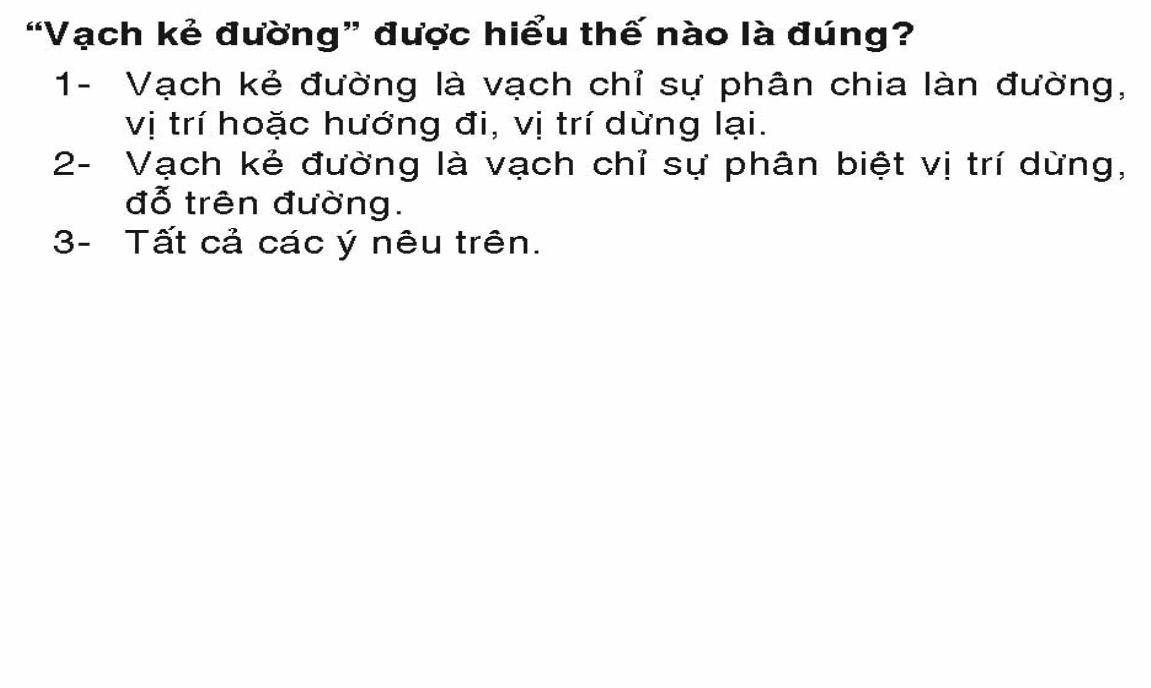 “Vạch kẻ đường” được hiểu thế nào là đúng?
1- Vạch kẻ đường là vạch chỉ sự phân chia làn đường,
vị trí hoặc hướng đi, vị trí dừng lại.
2- Vạch kẻ đường là vạch chỉ sự phân biệt vị trí dừng,
đỗ trên đường.
3- Tất cả các ý nêu trên.